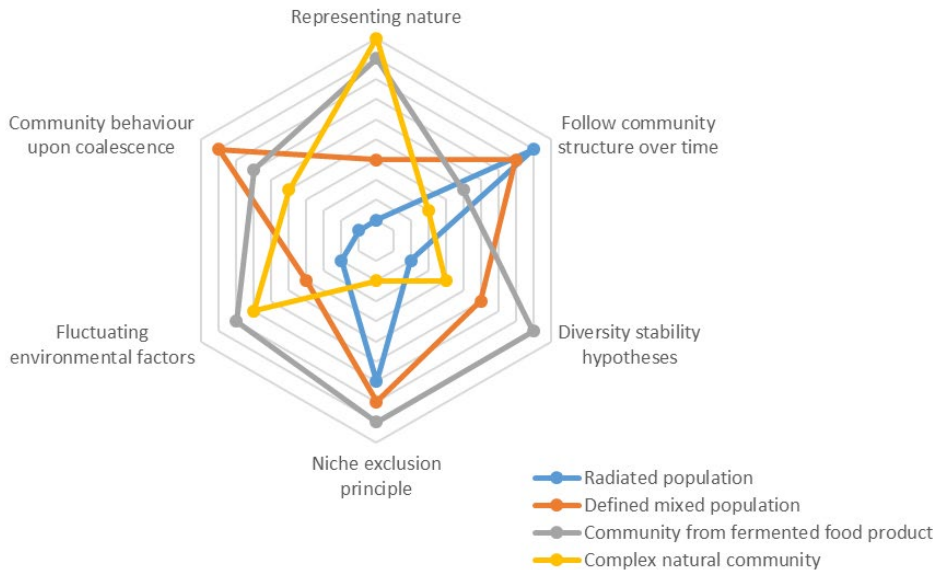 Representing nature
Community behaviour
upon coalescence
Follow community
structure over time
Fluctuating
environmental factors
Diversity stability
hypotheses
Niche exclusion
principle
Radiated population
Defined mixed population
Community from fermented food product
Complex natural community